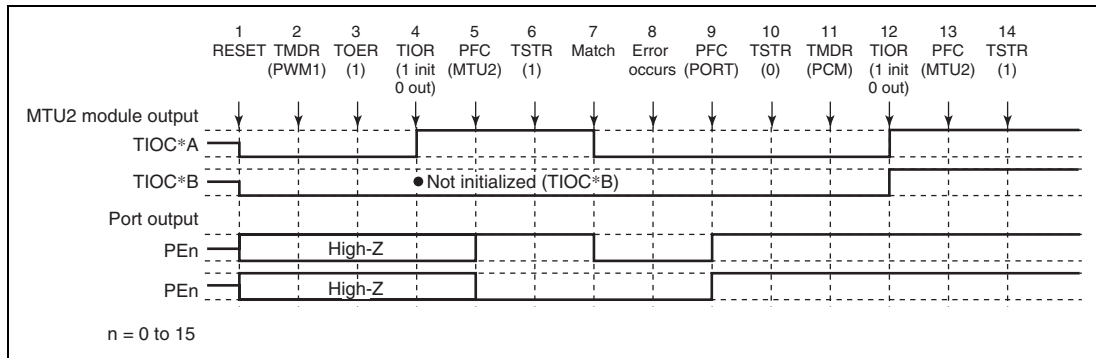 1 2 3 4 5 6 7 8 9 10 11 12 13 14
RESET TMDR TOER TIOR PFC TSTR Match Error PFC TSTR TMDR TIOR PFC TSTR
(PWM1) (1) (1 init (MTU2) (1) occurs (PORT) (0) (PCM) (1 init (MTU2) (1)
0 out) 0 out)
MTU2 module output
TIOC*A
TIOC*B ● Not initialized (TIOC*B)
Port output
PEn High-Z
PEn High-Z
n = 0 to 15